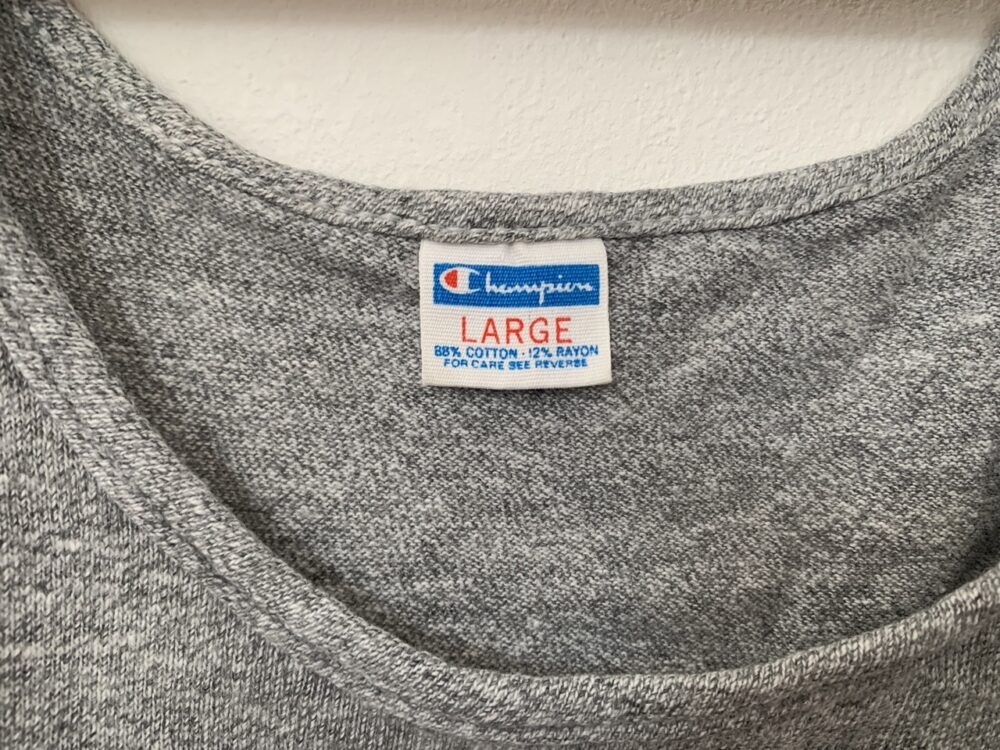 Champion
LARGE
88% COTTON · 12% RAYON
FOR CARE SEE REVERSE